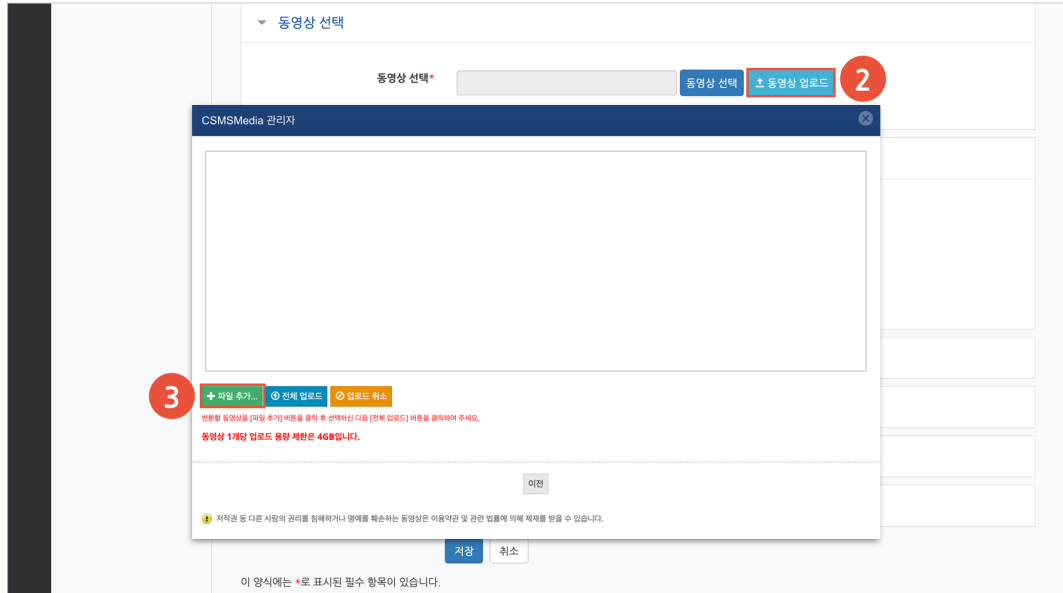 동영상 선택
동영상 선택*
동영상 선택
동영상 업로드
2
CSMSMedia 관리자
3
파일 추가...
전체 업로드
업로드 취소
변환할 동영상을 [파일 추가] 버튼을 클릭 후 선택하신 다음 [전체 업로드] 버튼을 클릭하여 주세요.
동영상 1개당 업로드 용량 제한은 4GB입니다.
이전
저작권 등 다른 사람의 권리를 침해하거나 명예를 훼손하는 동영상은 이용약관 및 관련 법률에 의해 제재를 받을 수 있습니다.
저장
취소
이 양식에는 *로 표시된 필수 항목이 있습니다.